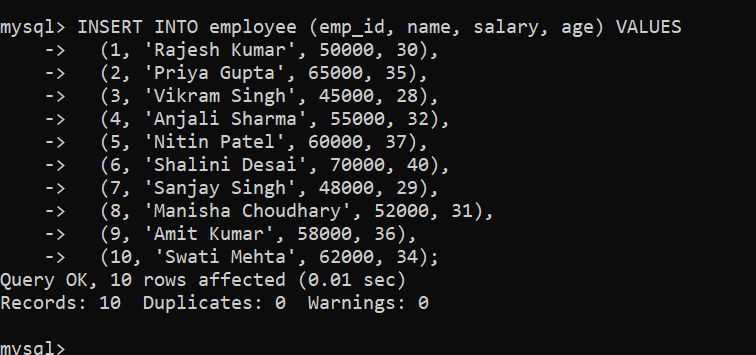 mysql> INSERT INTO employee (emp_id, name, salary, age) VALUES
    ->   (1, 'Rajesh Kumar', 50000, 30),
    ->   (2, 'Priya Gupta', 65000, 35),
    ->   (3, 'Vikram Singh', 45000, 28),
    ->   (4, 'Anjali Sharma', 55000, 32),
    ->   (5, 'Nitin Patel', 60000, 37),
    ->   (6, 'Shalini Desai', 70000, 40),
    ->   (7, 'Sanjay Singh', 48000, 29),
    ->   (8, 'Manisha Choudhary', 52000, 31),
    ->   (9, 'Amit Kumar', 58000, 36),
    ->   (10, 'Swati Mehta', 62000, 34);
Query OK, 10 rows affected (0.01 sec)
Records: 10  Duplicates: 0  Warnings: 0

mysql>